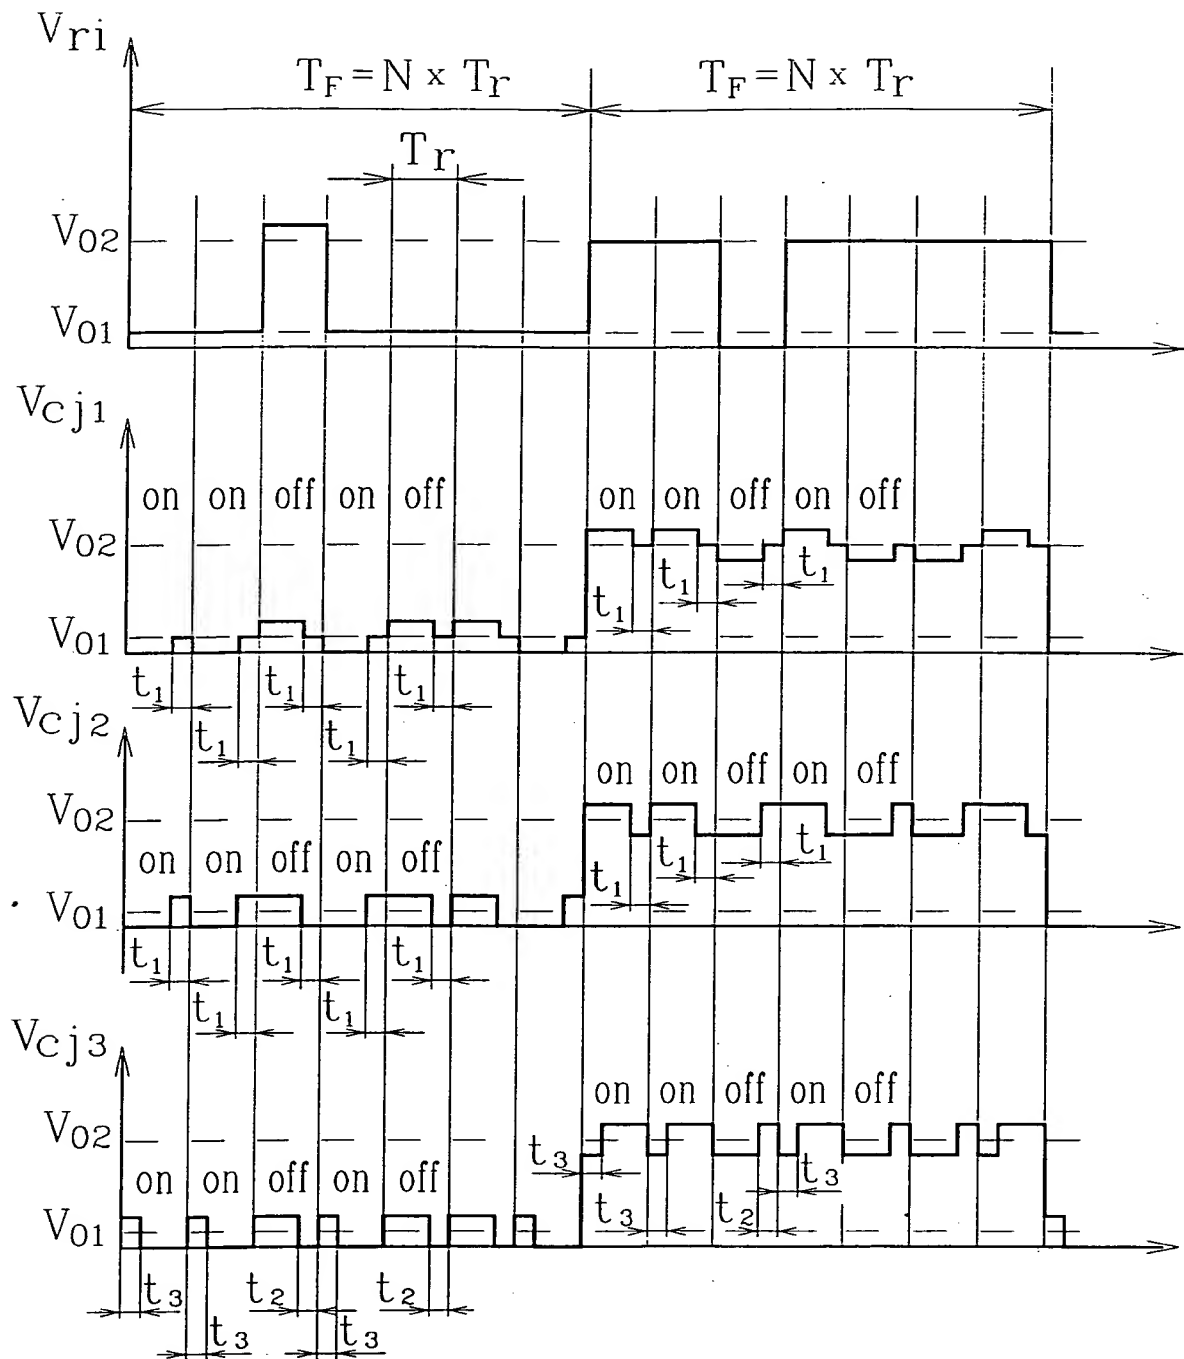 Vri
TF = N x Tr TF = N x Tr
Tr
V02
V01
Vcj1
on on off on off on on off on off
V02
t1 t1 t1
V01
t1 t1 t1
t1 t1
Vcj2
on on off on off
V02
t1 t1 t1
on on off on off
V01
t1 t1 t1
t1 t1
Vcj3
on on off on off
V02
t3 t3
on on off on off
t3 t2
V01
t3 t2 t2
t3 t3